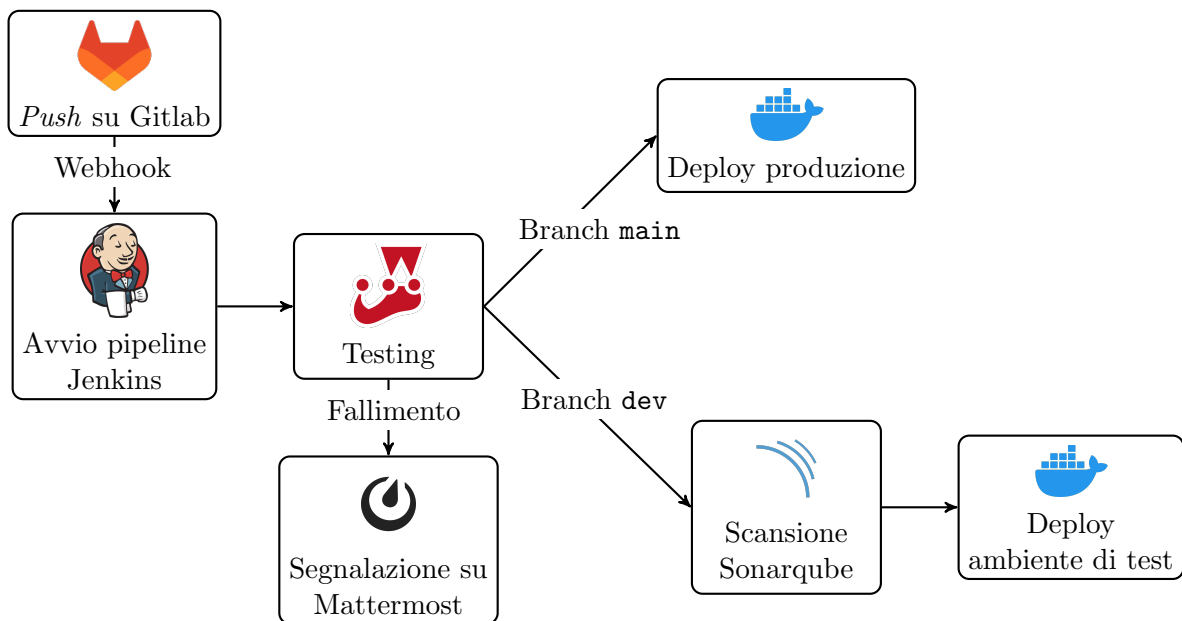 Push su Gitlab
Webhook
Avvio pipeline
Jenkins
Testing
Fallimento
Segnalazione su
Mattermost
Branch main
Deploy produzione
Branch dev
Scansione
Sonarqube
Deploy
ambiente di test